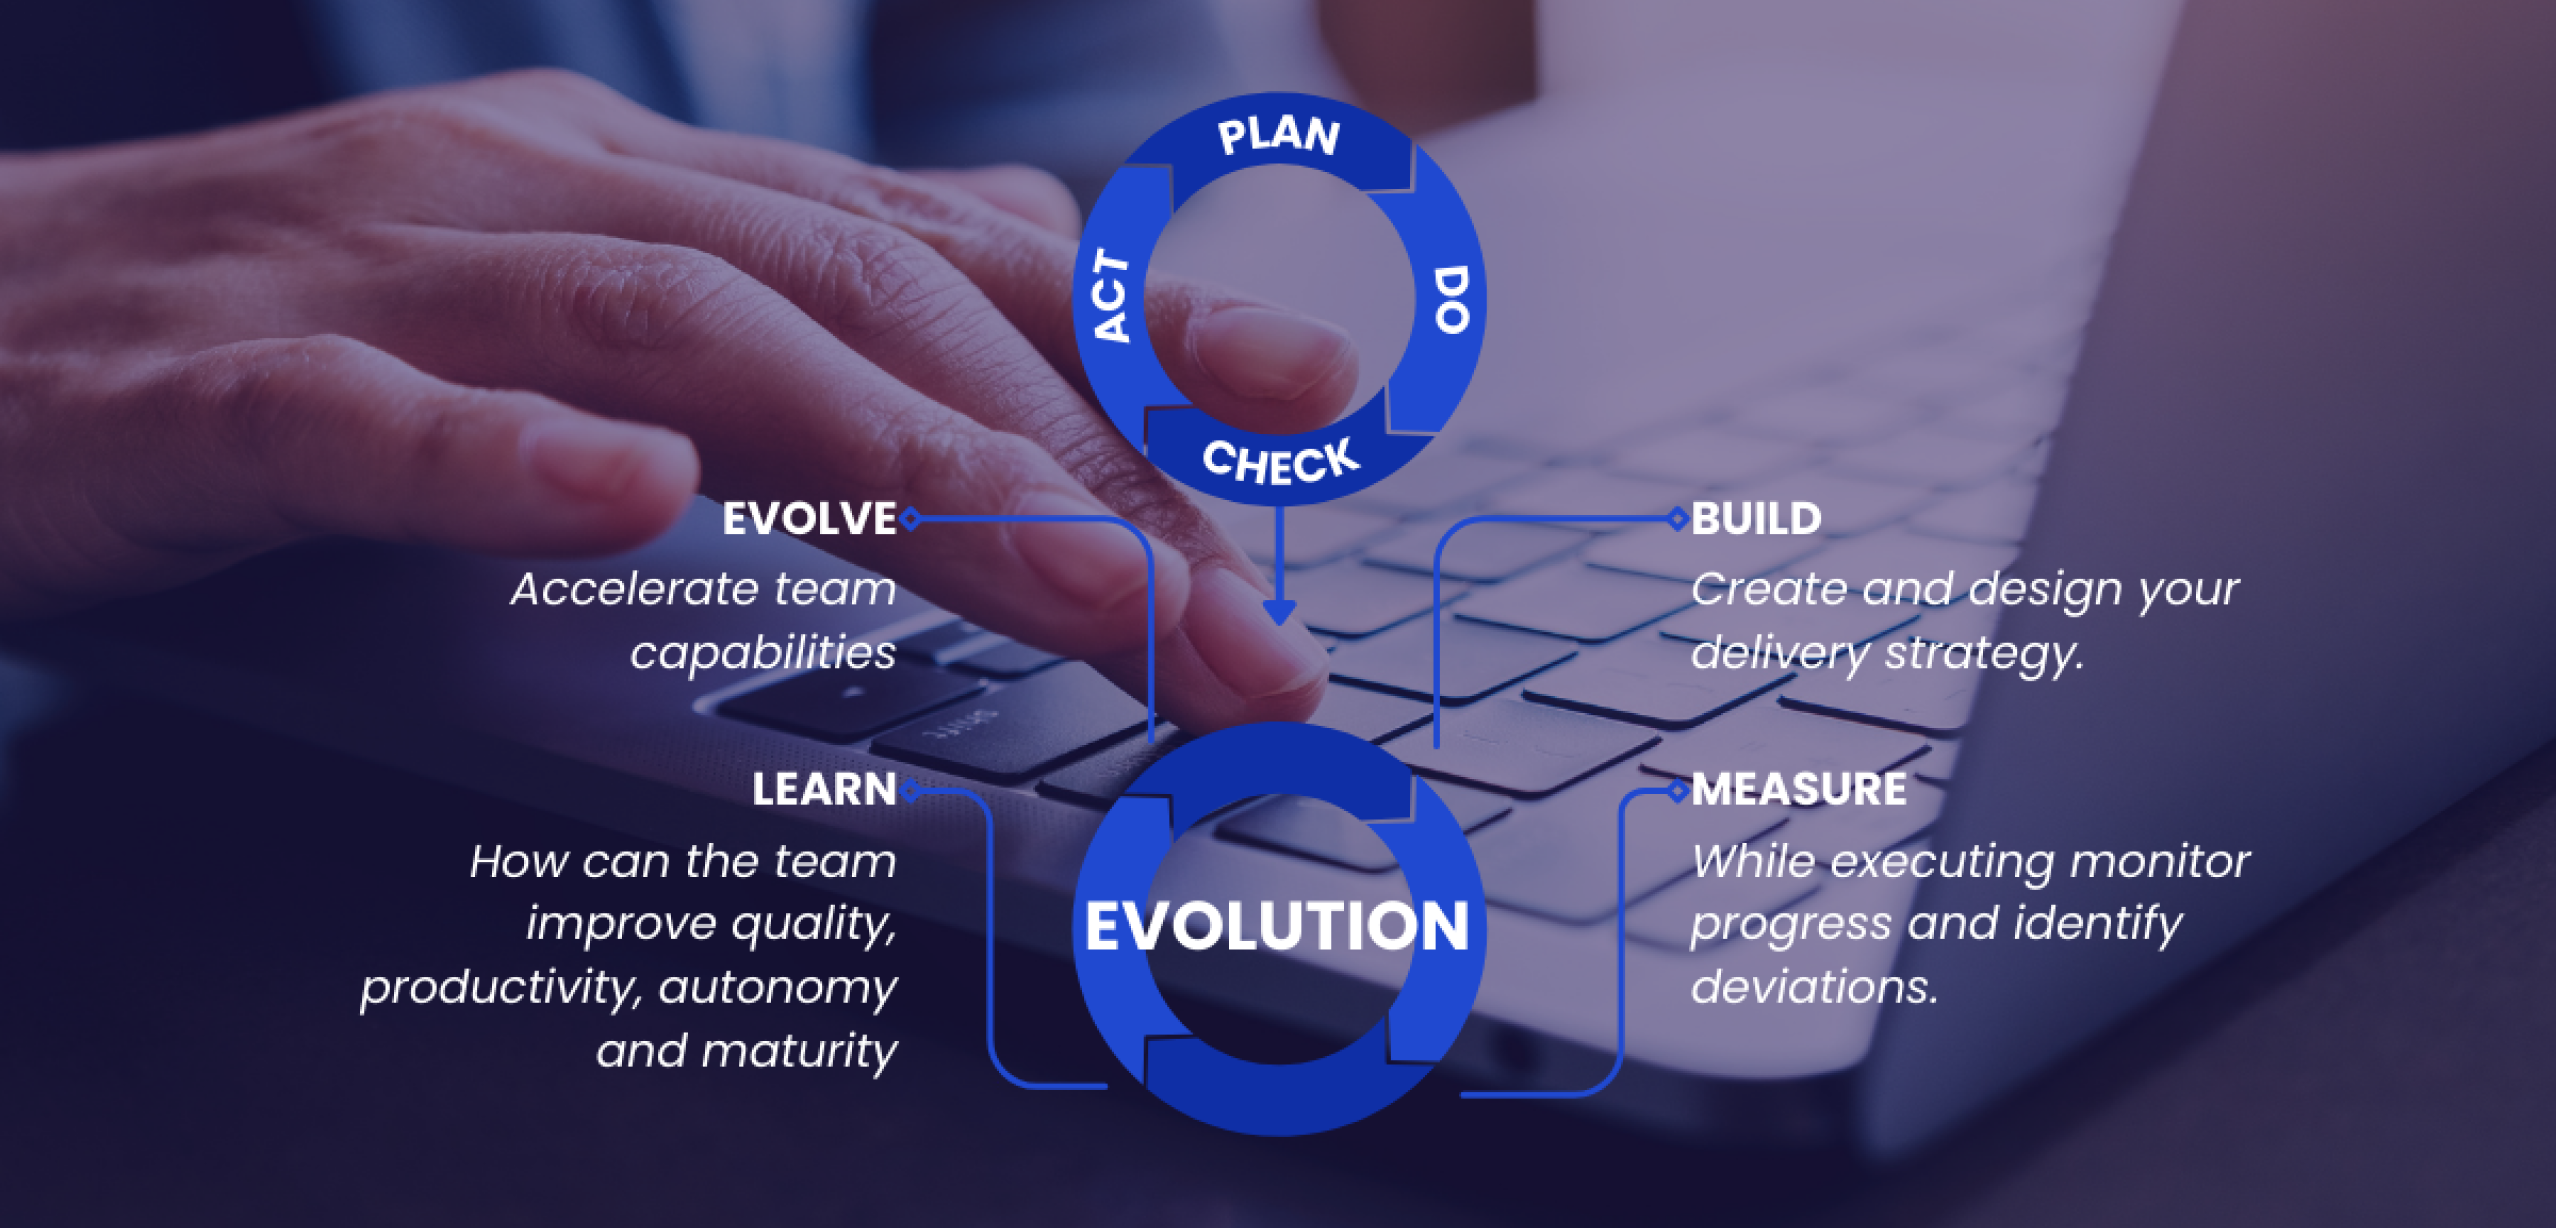 PLAN
DO
CHECK
ACT
EVOLVE
Accelerate team
capabilities
BUILD
Create and design your
delivery strategy.
LEARN
How can the team
improve quality,
productivity, autonomy
and maturity
EVOLUTION
MEASURE
While executing monitor
progress and identify
deviations.
shift